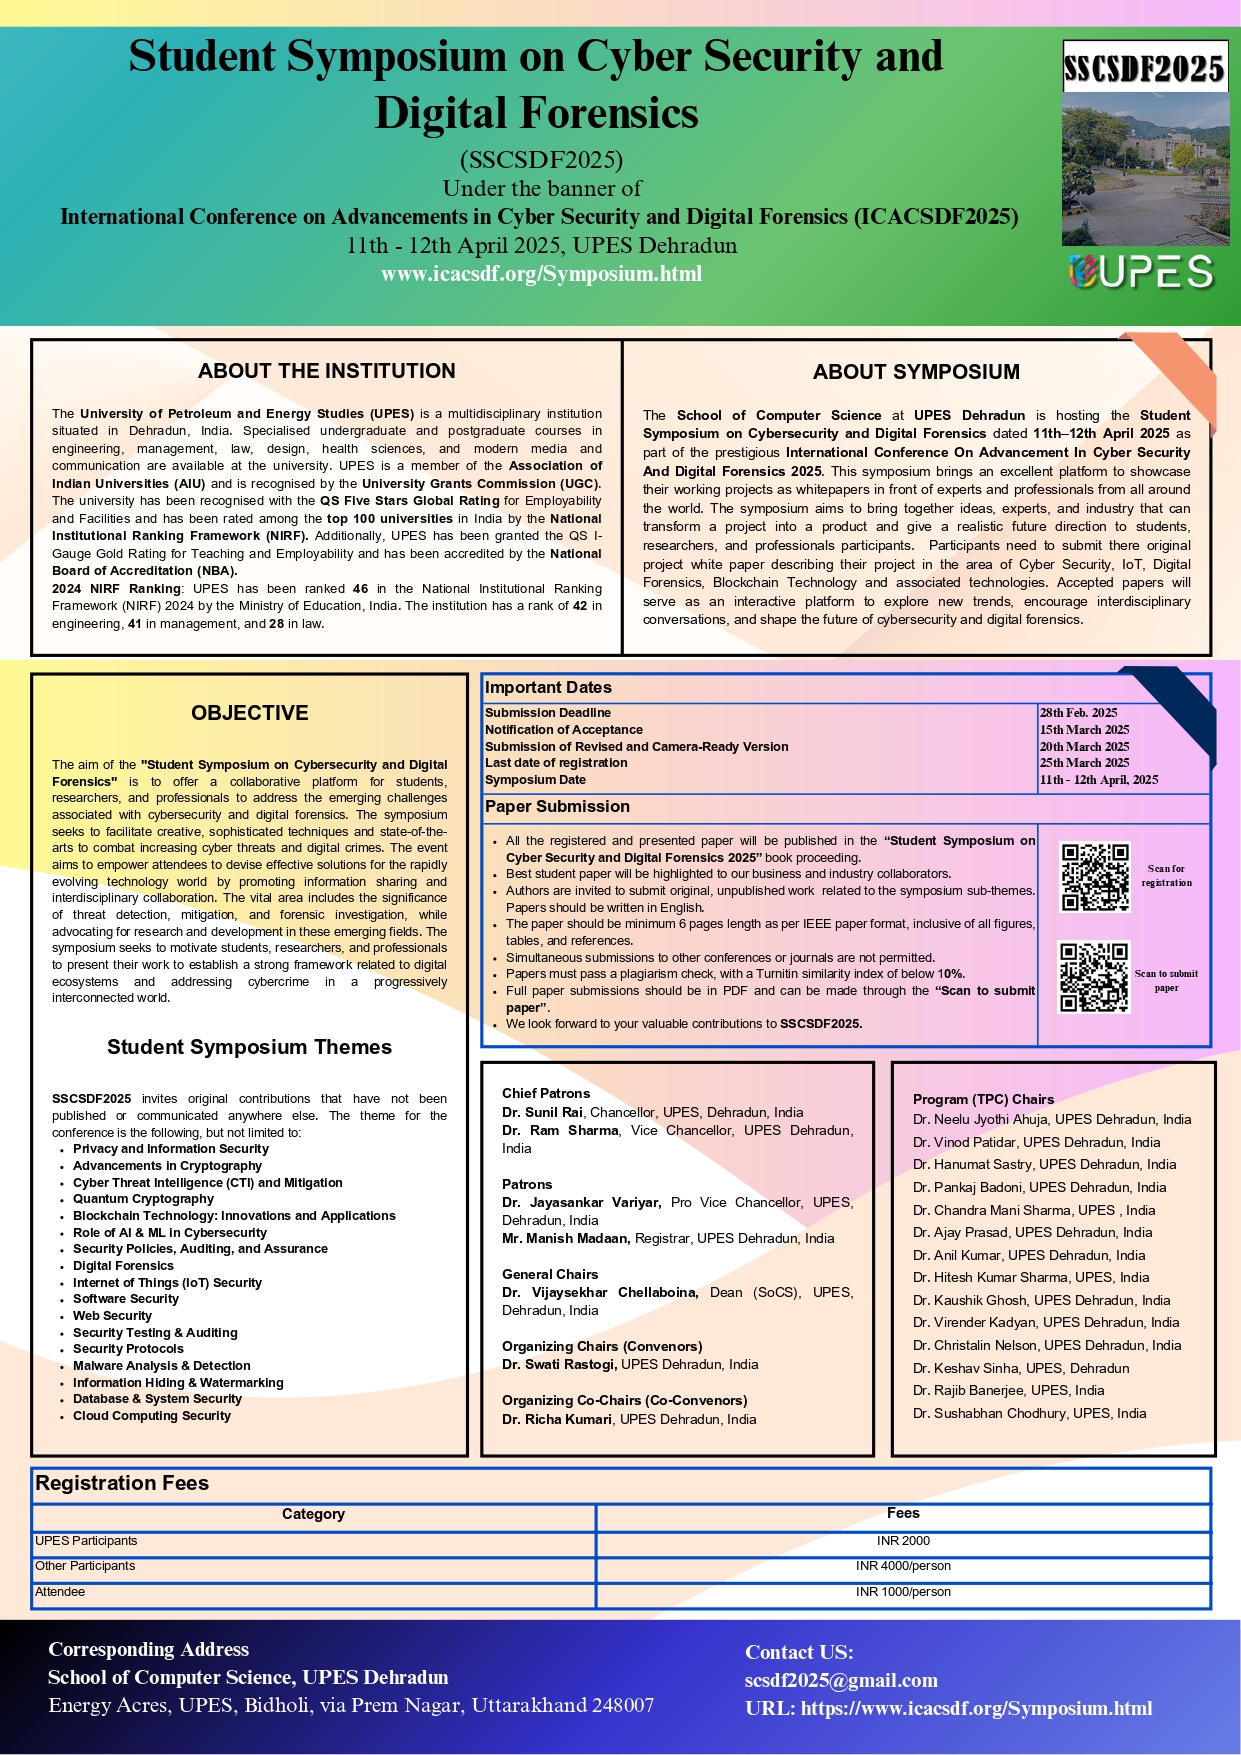 Student Symposium on Cyber Security and
Digital Forensics
(SSCSDF2025)
Under the banner of
International Conference on Advancements in Cyber Security and Digital Forensics (ICACSDF2025)
11th - 12th April 2025, UPES Dehradun
www.icacsdf.org/Symposium.html
SSCSDF2025
UPES
ABOUT THE INSTITUTION
The University of Petroleum and Energy Studies (UPES) is a multidisciplinary institution
situated in Dehradun, India. Specialised undergraduate and postgraduate courses in
engineering, management, law, design, health sciences, and modern media and
communication are available at the university. UPES is a member of the Association of
Indian Universities (AIU) and is recognised by the University Grants Commission (UGC).
The university has been recognised with the QS Five Stars Global Rating for Employability
and Facilities and has been rated among the top 100 universities in India by the National
Institutional Ranking Framework (NIRF). Additionally, UPES has been granted the QS I-
Gauge Gold Rating for Teaching and Employability and has been accredited by the National
Board of Accreditation (NBA).
2024 NIRF Ranking: UPES has been ranked 46 in the National Institutional Ranking
Framework (NIRF) 2024 by the Ministry of Education, India. The institution has a rank of 42 in
engineering, 41 in management, and 28 in law.
ABOUT SYMPOSIUM
The School of Computer Science at UPES Dehradun is hosting the Student
Symposium on Cybersecurity and Digital Forensics dated 11th–12th April 2025 as
part of the prestigious International Conference On Advancement In Cyber Security
And Digital Forensics 2025. This symposium brings an excellent platform to showcase
their working projects as whitepapers in front of experts and professionals from all around
the world. The symposium aims to bring together ideas, experts, and industry that can
transform a project into a product and give a realistic future direction to students,
researchers, and professionals participants. Participants need to submit there original
project white paper describing their project in the area of Cyber Security, IoT, Digital
Forensics, Blockchain Technology and associated technologies. Accepted papers will
serve as an interactive platform to explore new trends, encourage interdisciplinary
conversations, and shape the future of cybersecurity and digital forensics.
OBJECTIVE
The aim of the "Student Symposium on Cybersecurity and Digital
Forensics" is to offer a collaborative platform for students,
researchers, and professionals to address the emerging challenges
associated with cybersecurity and digital forensics. The symposium
seeks to facilitate creative, sophisticated techniques and state-of-the-
arts to combat increasing cyber threats and digital crimes. The event
aims to empower attendees to devise effective solutions for the rapidly
evolving technology world by promoting information sharing and
interdisciplinary collaboration. The vital area includes the significance
of threat detection, mitigation, and forensic investigation, while
advocating for research and development in these emerging fields. The
symposium seeks to motivate students, researchers, and professionals
to present their work to establish a strong framework related to digital
ecosystems and addressing cybercrime in a progressively
interconnected world.
Student Symposium Themes
SSCSDF2025 invites original contributions that have not been
published or communicated anywhere else. The theme for the
conference is the following, but not limited to:
• Privacy and Information Security
• Advancements in Cryptography
• Cyber Threat Intelligence (CTI) and Mitigation
• Quantum Cryptography
• Blockchain Technology: Innovations and Applications
• Role of AI & ML in Cybersecurity
• Security Policies, Auditing, and Assurance
• Digital Forensics
• Internet of Things (IoT) Security
• Software Security
• Web Security
• Security Testing & Auditing
• Security Protocols
• Malware Analysis & Detection
• Information Hiding & Watermarking
• Database & System Security
• Cloud Computing Security
Important Dates
Submission Deadline 28th Feb. 2025
Notification of Acceptance 15th March 2025
Submission of Revised and Camera-Ready Version 20th March 2025
Last date of registration 25th March 2025
Symposium Date 11th - 12th April, 2025
Paper Submission
• All the registered and presented paper will be published in the “Student Symposium on
Cyber Security and Digital Forensics 2025” book proceeding.
• Best student paper will be highlighted to our business and industry collaborators.
• Authors are invited to submit original, unpublished work related to the symposium sub-themes.
Papers should be written in English.
• The paper should be minimum 6 pages length as per IEEE paper format, inclusive of all figures,
tables, and references.
• Simultaneous submissions to other conferences or journals are not permitted.
• Papers must pass a plagiarism check, with a Turnitin similarity index of below 10%.
• Full paper submissions should be in PDF and can be made through the “Scan to submit
paper”.
• We look forward to your valuable contributions to SSCSDF2025.
Scan for
registration
Scan to submit
paper
Chief Patrons
Dr. Sunil Rai, Chancellor, UPES, Dehradun, India
Dr. Ram Sharma, Vice Chancellor, UPES Dehradun,
India
Patrons
Dr. Jayasankar Variyar, Pro Vice Chancellor, UPES,
Dehradun, India
Mr. Manish Madaan, Registrar, UPES Dehradun, India
General Chairs
Dr. Vijaysekhar Chellaboina, Dean (SoCS), UPES,
Dehradun, India
Organizing Chairs (Convenors)
Dr. Swati Rastogi, UPES Dehradun, India
Organizing Co-Chairs (Co-Convenors)
Dr. Richa Kumari, UPES Dehradun, India
Program (TPC) Chairs
Dr. Neelu Jyothi Ahuja, UPES Dehradun, India
Dr. Vinod Patidar, UPES Dehradun, India
Dr. Hanumat Sastry, UPES Dehradun, India
Dr. Pankaj Badoni, UPES Dehradun, India
Dr. Chandra Mani Sharma, UPES , India
Dr. Ajay Prasad, UPES Dehradun, India
Dr. Anil Kumar, UPES Dehradun, India
Dr. Hitesh Kumar Sharma, UPES, India
Dr. Kaushik Ghosh, UPES Dehradun, India
Dr. Virender Kadyan, UPES Dehradun, India
Dr. Christalin Nelson, UPES Dehradun, India
Dr. Keshav Sinha, UPES, Dehradun
Dr. Rajib Banerjee, UPES, India
Dr. Sushabhan Chodhury, UPES, India
Registration Fees
Category Fees
UPES Participants INR 2000
Other Participants INR 4000/person
Attendee INR 1000/person
Corresponding Address
School of Computer Science, UPES Dehradun
Energy Acres, UPES, Bidholi, via Prem Nagar, Uttarakhand 248007
Contact US:
scsdf2025@gmail.com
URL: https://www.icacsdf.org/Symposium.html